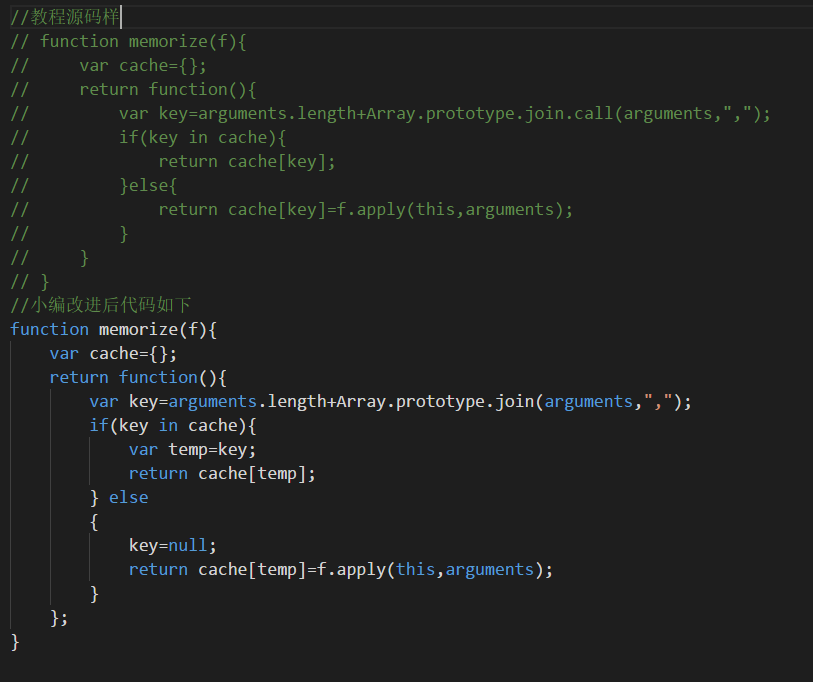 //教程源码样
// function memorize(f){
//     var cache={};
//     return function(){
//         var key=arguments.length+Array.prototype.join.call(arguments,",");
//         if(key in cache){
//             return cache[key];
//         }else{
//             return cache[key]=f.apply(this,arguments);
//         }
//     }
// }
//小编改进后代码如下
function memorize(f){
    var cache={};
    return function(){
        var key=arguments.length+Array.prototype.join(arguments,",");
        if(key in cache){
            var temp=key;
            return cache[temp];
        } else
        {
            key=null;
            return cache[temp]=f.apply(this,arguments);
        }
    };
}